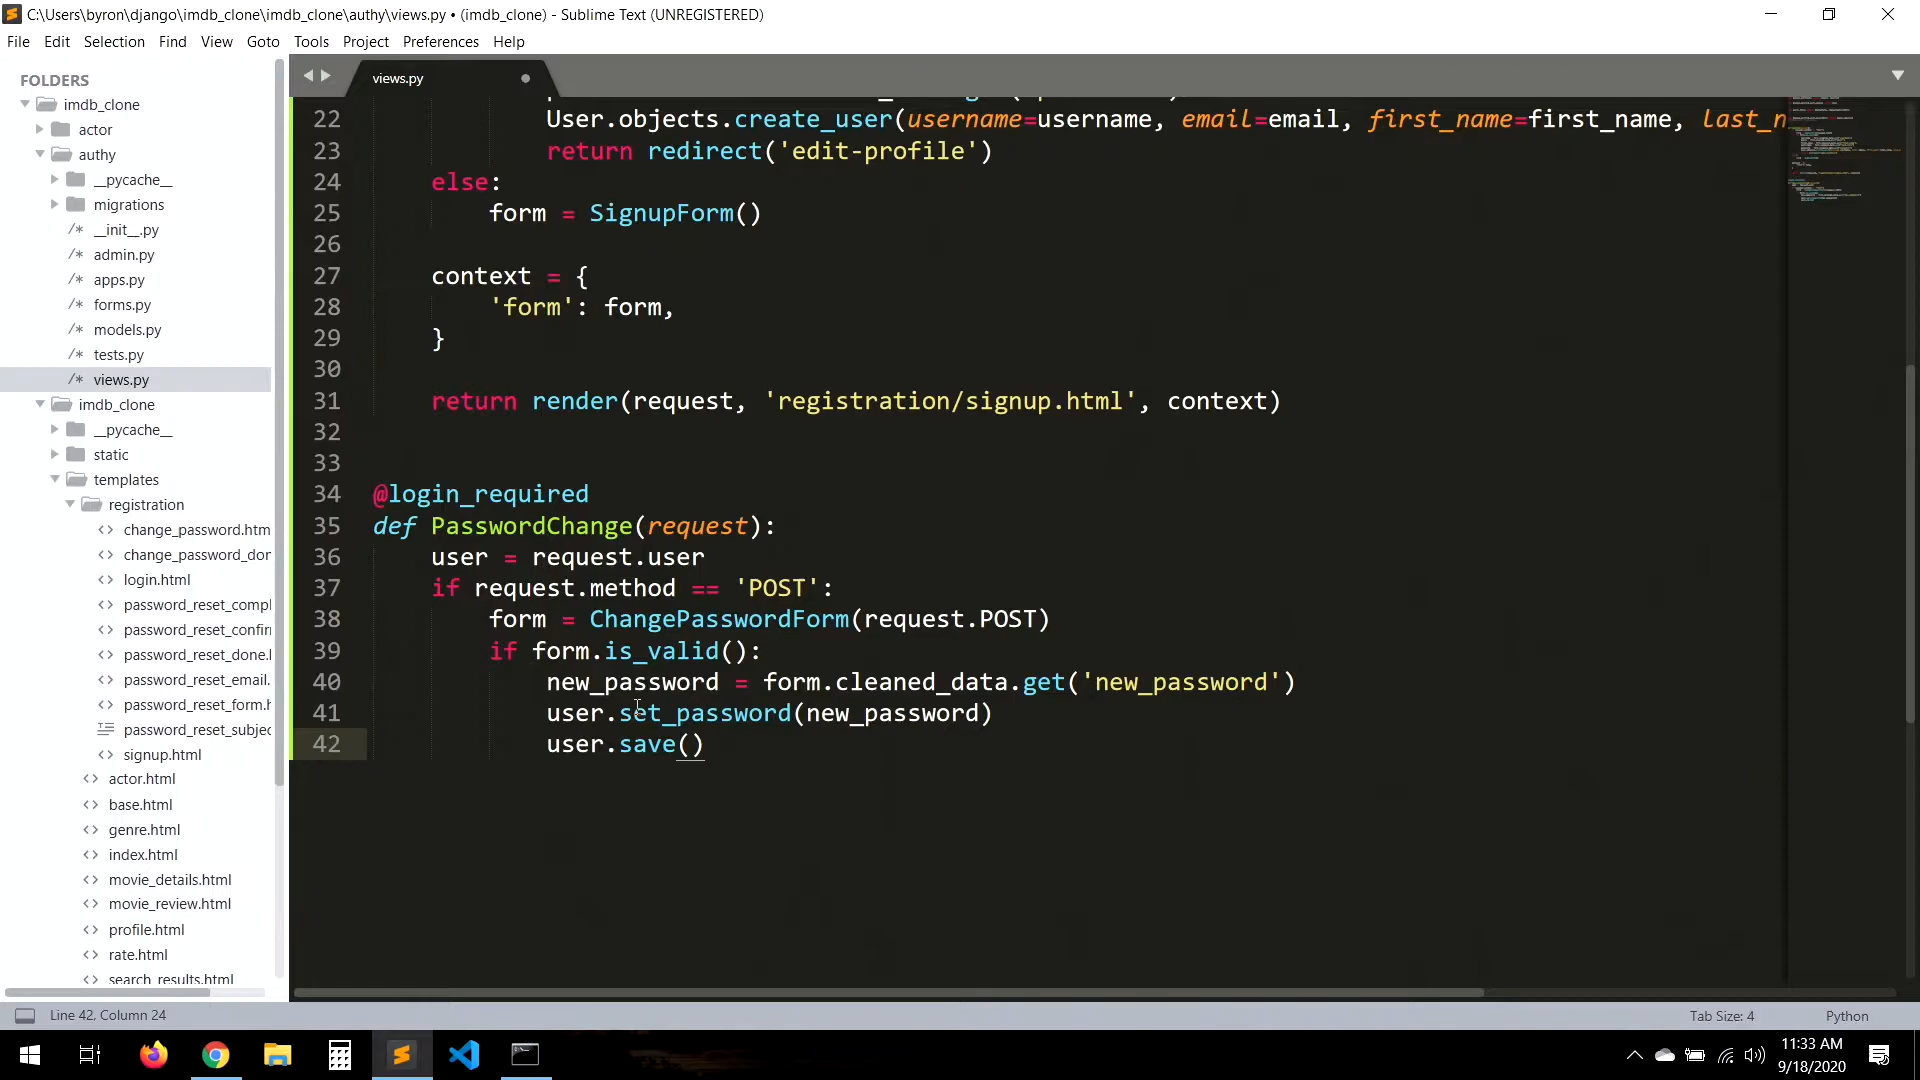 C:\Users\byron\django\imdb_clone\imdb_clone\authy\views.py • (imdb_clone) - Sublime Text (UNREGISTERED)
File Edit Selection Find View Goto Tools Project Preferences Help
FOLDERS
imdb_clone
actor
authy
__pycache__
migrations
__init__.py
admin.py
apps.py
forms.py
models.py
tests.py
views.py
imdb_clone
__pycache__
static
templates
registration
change_password.htm
change_password_dor
login.html
password_reset_compl
password_reset_confirr
password_reset_done.l
password_reset_email.
password_reset_form.h
password_reset_subjec
signup.html
actor.html
base.html
genre.html
index.html
movie_details.html
movie_review.html
profile.html
rate.html
search_results.html
views.py
22 User.objects.create_user(username=username, email=email, first_name=first_name, last_n
23 return redirect('edit-profile')
24 else:
25 form = SignupForm()
26
27 context = {
28 'form': form,
29 }
30
31 return render(request, 'registration/signup.html', context)
32
33
34 @login_required
35 def PasswordChange(request):
36 user = request.user
37 if request.method == 'POST':
38 form = ChangePasswordForm(request.POST)
39 if form.is_valid():
40 new_password = form.cleaned_data.get('new_password')
41 user.set_password(new_password)
42 user.save()
Line 42, Column 24
Tab Size: 4
Python
11:33 AM
9/18/2020